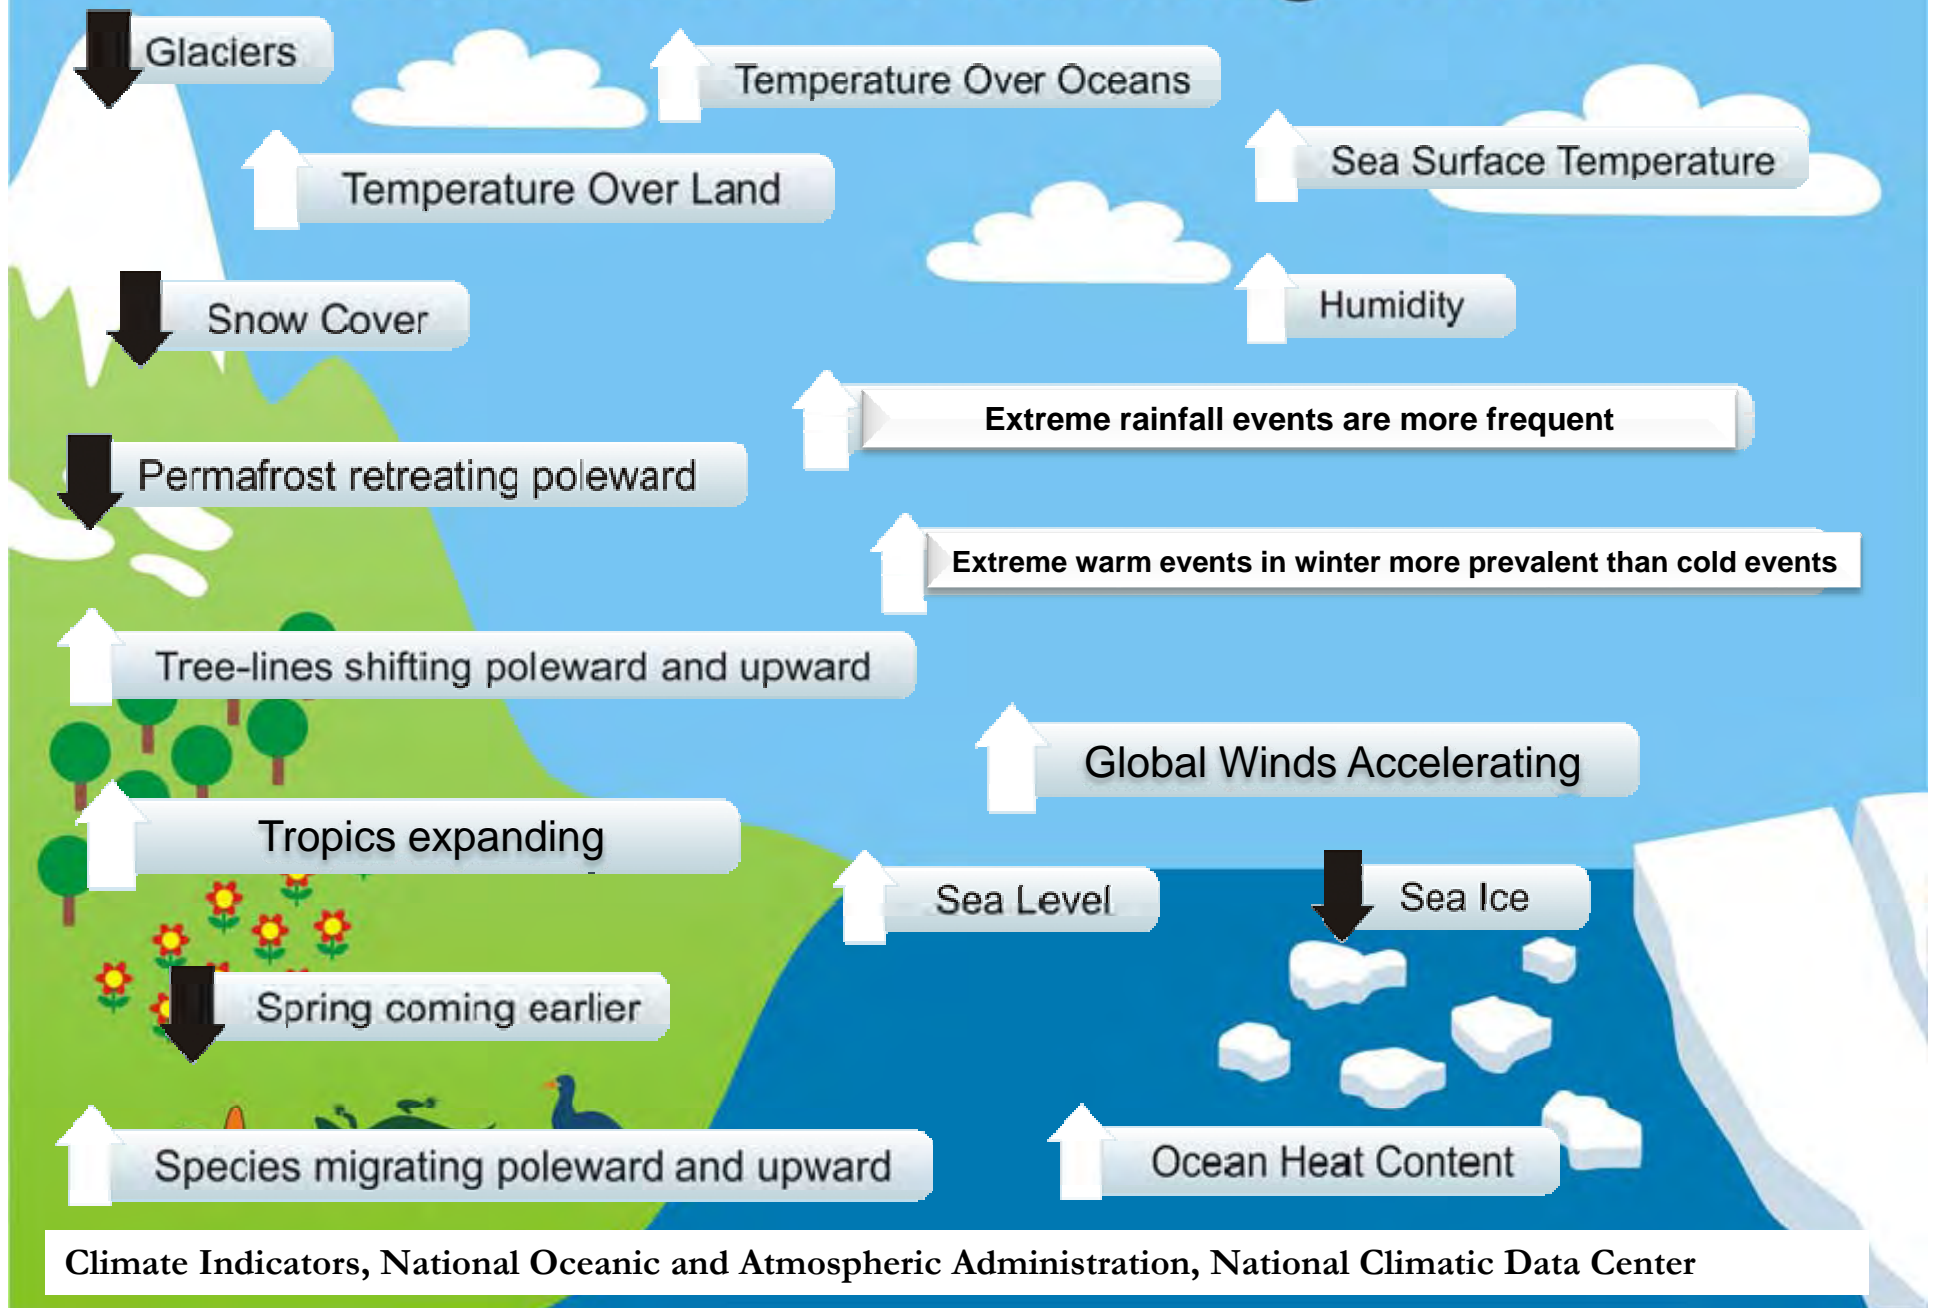 Glaciers
Temperature Over Oceans
Sea Surface Temperature
Temperature Over Land
Humidity
Snow Cover
Extreme rainfall events are more frequent
Permafrost retreating poleward
Extreme warm events in winter more prevalent than cold events
Tree-lines shifting poleward and upward
Global Winds Accelerating
Tropics expanding
Sea Level
Sea Ice
Spring coming earlier
Species migrating poleward and upward
Ocean Heat Content
Climate Indicators, National Oceanic and Atmospheric Administration, National Climatic Data Center